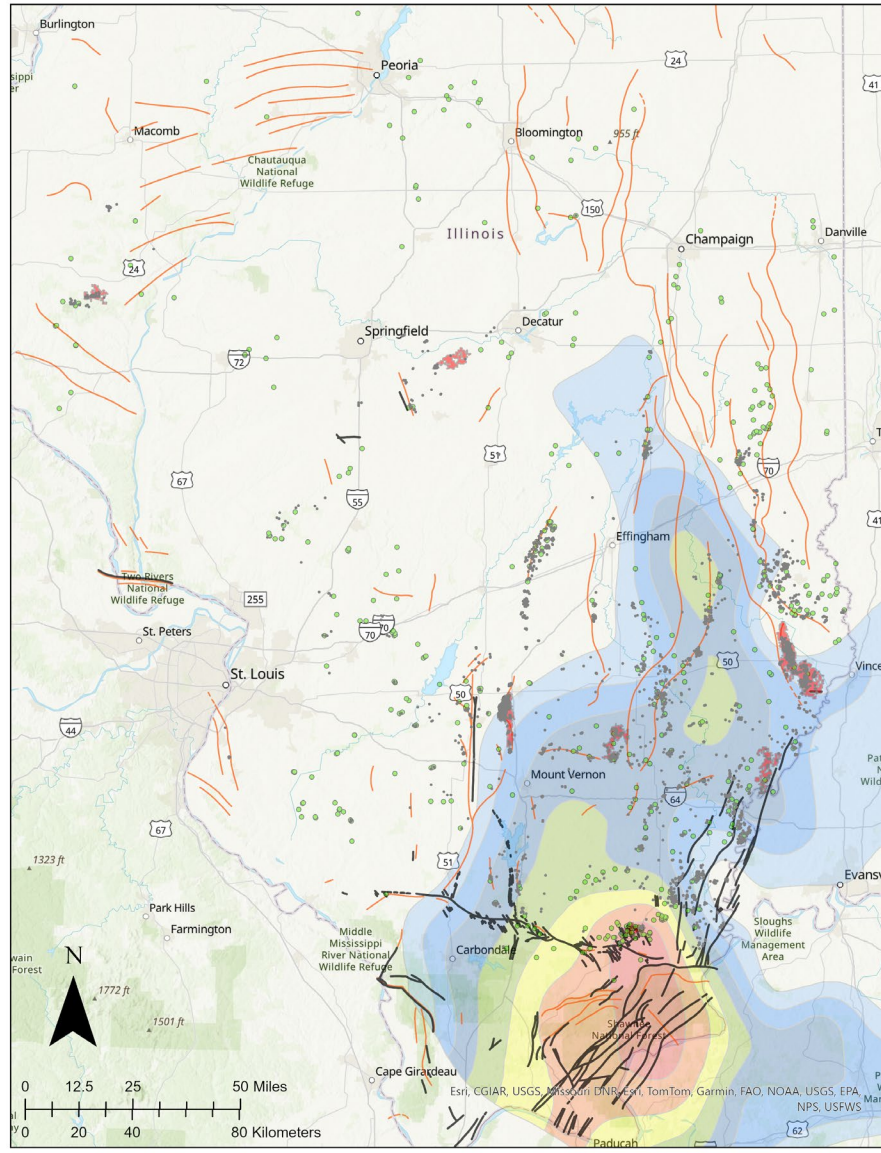 Burlington
24
41
Peoria
Macomb
Bloomington
955 ft
Chautauqua
National
Wildlife Refuge
150
Illinois
Champaign
Danville
24
Springfield
Decatur
72
51
67
70
55
41
Effingham
Two Rivers
National
Wildlife Refuge
255
70
70
St. Peters
50
St. Louis
50
44
Mount Vernon
64
67
51
1323 ft
Park Hills
Farmington
Middle
Mississippi
River National
Wildlife Refuge
Carbondale
Sloughs
Wildlife
Management
Area
N
1772 ft
1501 ft
Shawnee
National Forest
Cape Girardeau
0 12.5 25 50 Miles
0 20 40 80 Kilometers
Esri, CGIAR, USGS, Missouri DNR, Esri, TomTom, Garmin, FAO, NOAA, USGS, EPA,
NPS, USFWS
62
Paducah